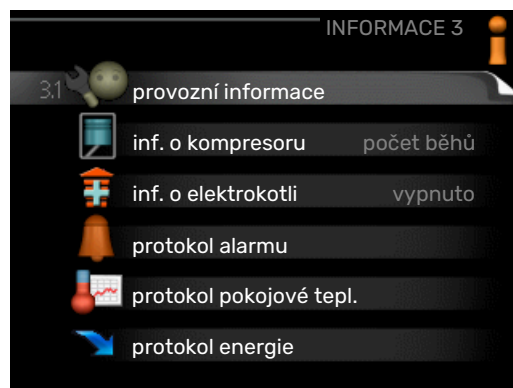 INFORMACE 3
3.1 provozní informace
inf. o kompresoru počet běhů
inf. o elektrokotli vypnuto
protokol alarmu
protokol pokojové tepl.
protokol energie